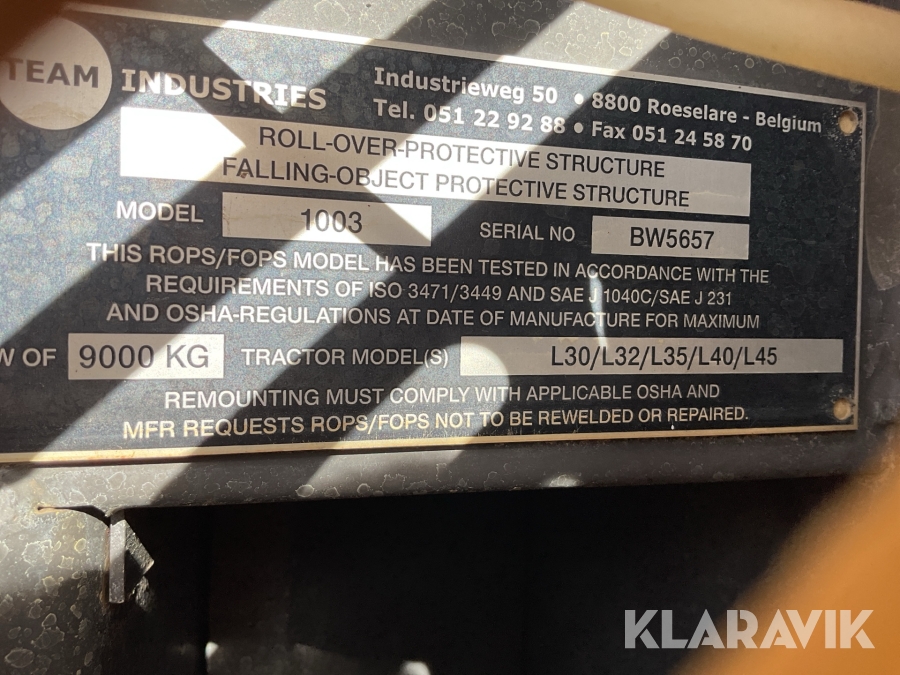 TEAM INDUSTRIES
Industrieweg 50 • 8800 Roeselare - Belgium
Tel. 051 22 92 88 • Fax 051 24 58 70
ROLL-OVER-PROTECTIVE STRUCTURE
FALLING-OBJECT PROTECTIVE STRUCTURE
MODEL 1003 SERIAL NO BW5657
THIS ROPS/FOPS MODEL HAS BEEN TESTED IN ACCORDANCE WITH THE
REQUIREMENTS OF ISO 3471/3449 AND SAE J 1040C/SAE J 231
AND OSHA-REGULATIONS AT DATE OF MANUFACTURE FOR MAXIMUM
W OF 9000 KG TRACTOR MODEL(S) L30/L32/L35/L40/L45
REMOUNTING MUST COMPLY WITH APPLICABLE OSHA AND
MFR REQUESTS ROPS/FOPS NOT TO BE REWELDED OR REPAIRED.
KLARAVIK